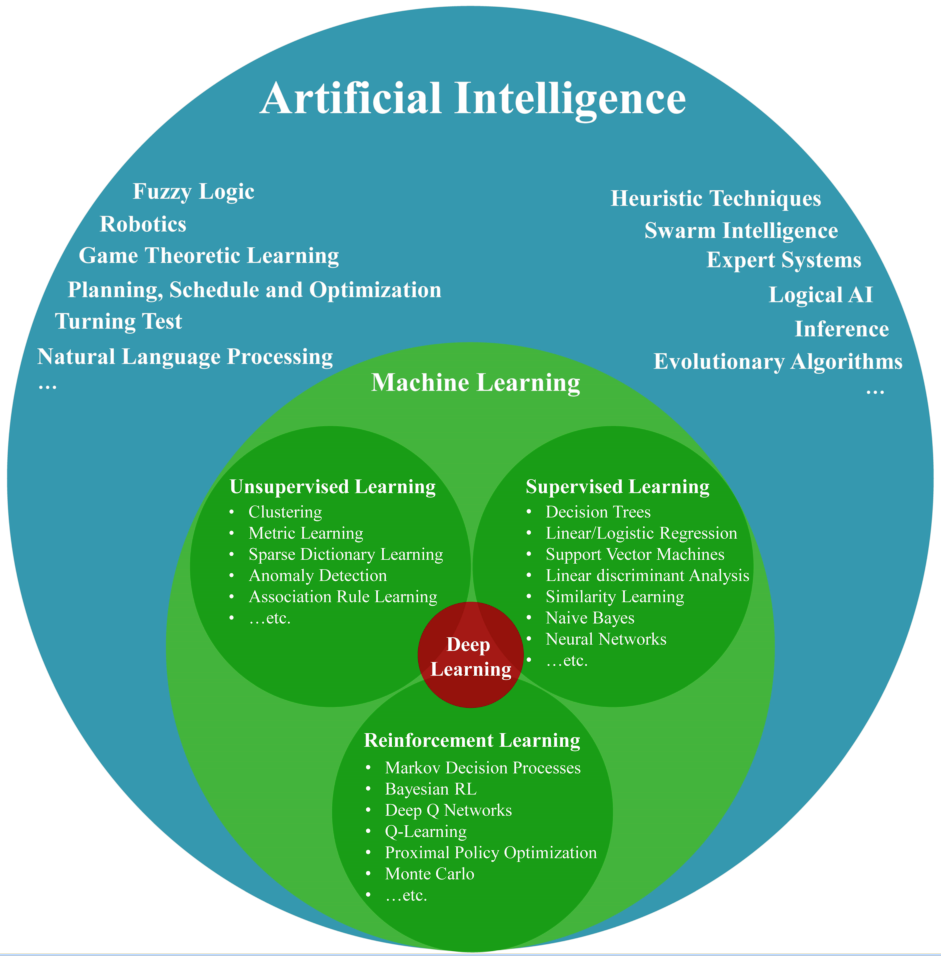 Artificial Intelligence
Fuzzy Logic
Robotics
Game Theoretic Learning
Planning, Schedule and Optimization
Turning Test
Natural Language Processing
...
Heuristic Techniques
Swarm Intelligence
Expert Systems
Logical AI
Inference
Evolutionary Algorithms
...
Machine Learning
Unsupervised Learning
• Clustering
• Metric Learning
• Sparse Dictionary Learning
• Anomaly Detection
• Association Rule Learning
• …etc.
Supervised Learning
• Decision Trees
• Linear/Logistic Regression
• Support Vector Machines
• Linear discriminant Analysis
• Similarity Learning
• Naive Bayes
• Neural Networks
• …etc.
Deep
Learning
Reinforcement Learning
• Markov Decision Processes
• Bayesian RL
• Deep Q Networks
• Q-Learning
• Proximal Policy Optimization
• Monte Carlo
• …etc.